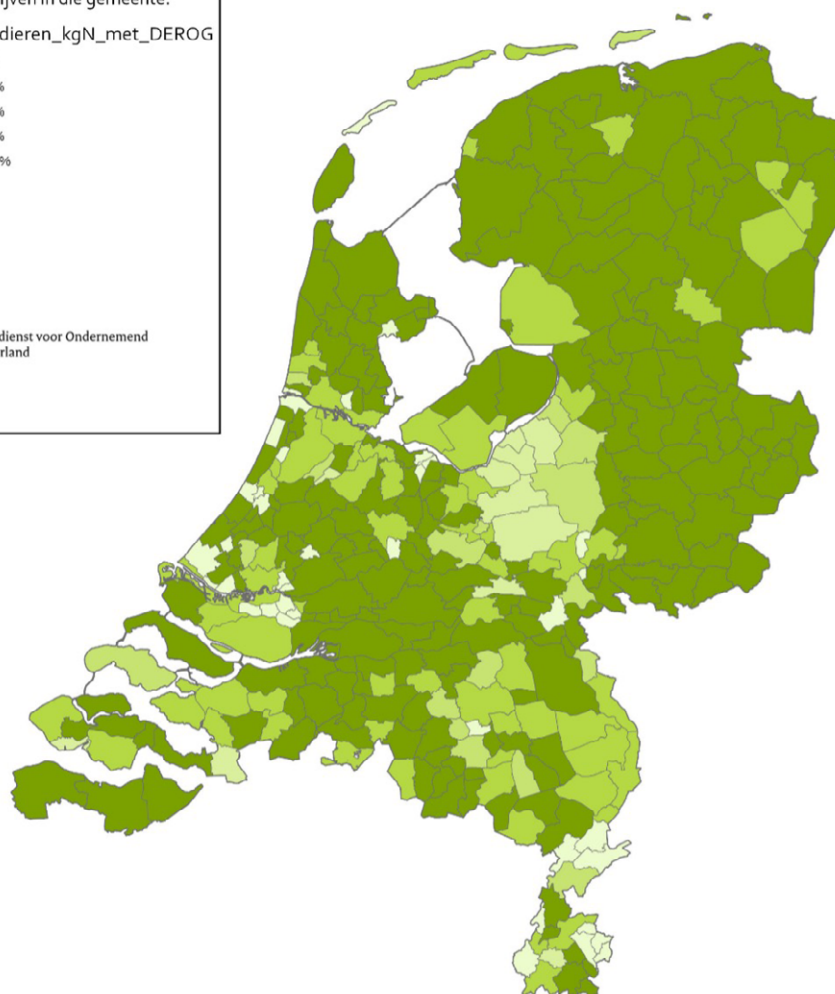 ijven in die gemeente.
dieren_kgN_met_DEROG
%
%
%
%
dienst voor Ondernemend
rland